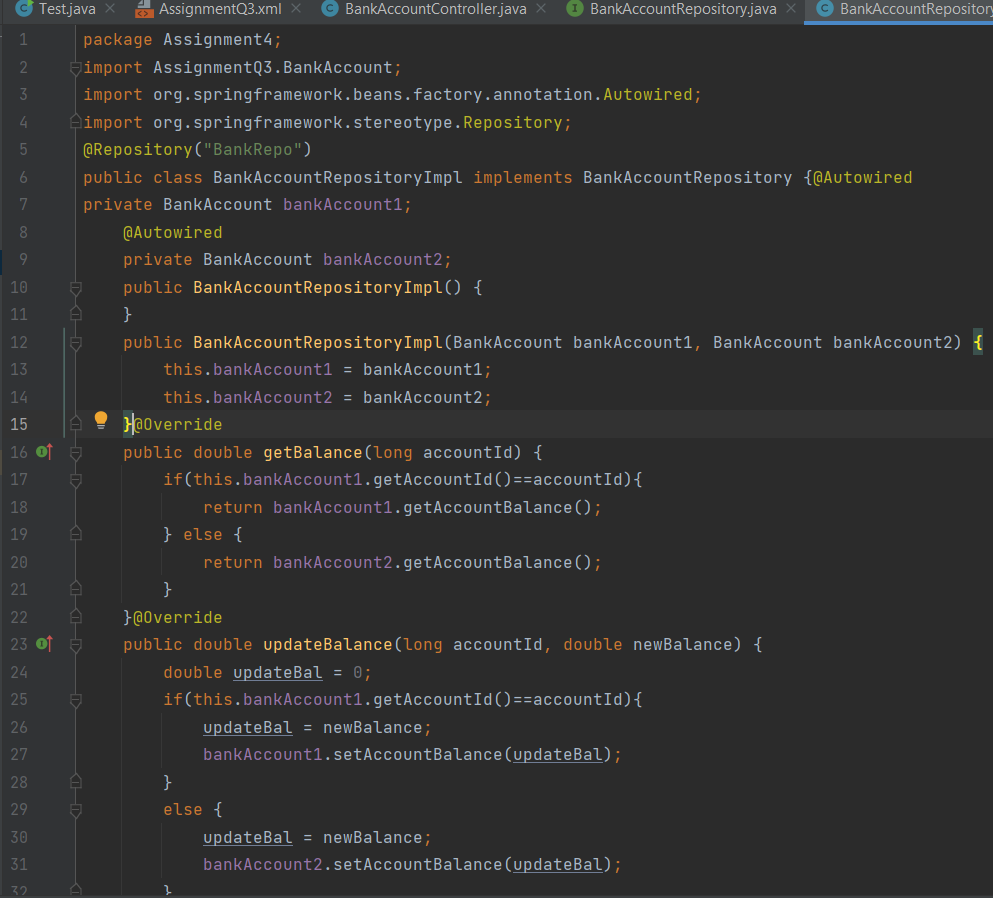 Test.java AssignmentQ3.xml BankAccountController.java BankAccountRepository.java BankAccountRepository
1 package Assignment4;
2 import AssignmentQ3.BankAccount;
3 import org.springframework.beans.factory.annotation.Autowired;
4 import org.springframework.stereotype.Repository;
5 @Repository("BankRepo")
6 public class BankAccountRepositoryImpl implements BankAccountRepository {@Autowired
7 private BankAccount bankAccount1;
8 @Autowired
9 private BankAccount bankAccount2;
10 public BankAccountRepositoryImpl() {
11 }
12 public BankAccountRepositoryImpl(BankAccount bankAccount1, BankAccount bankAccount2) {
13 this.bankAccount1 = bankAccount1;
14 this.bankAccount2 = bankAccount2;
15 }@Override
16 public double getBalance(long accountId) {
17 if(this.bankAccount1.getAccountId()==accountId){
18 return bankAccount1.getAccountBalance();
19 } else {
20 return bankAccount2.getAccountBalance();
21 }
22 }@Override
23 public double updateBalance(long accountId, double newBalance) {
24 double updateBal = 0;
25 if(this.bankAccount1.getAccountId()==accountId){
26 updateBal = newBalance;
27 bankAccount1.setAccountBalance(updateBal);
28 }
29 else {
30 updateBal = newBalance;
31 bankAccount2.setAccountBalance(updateBal);
32 }